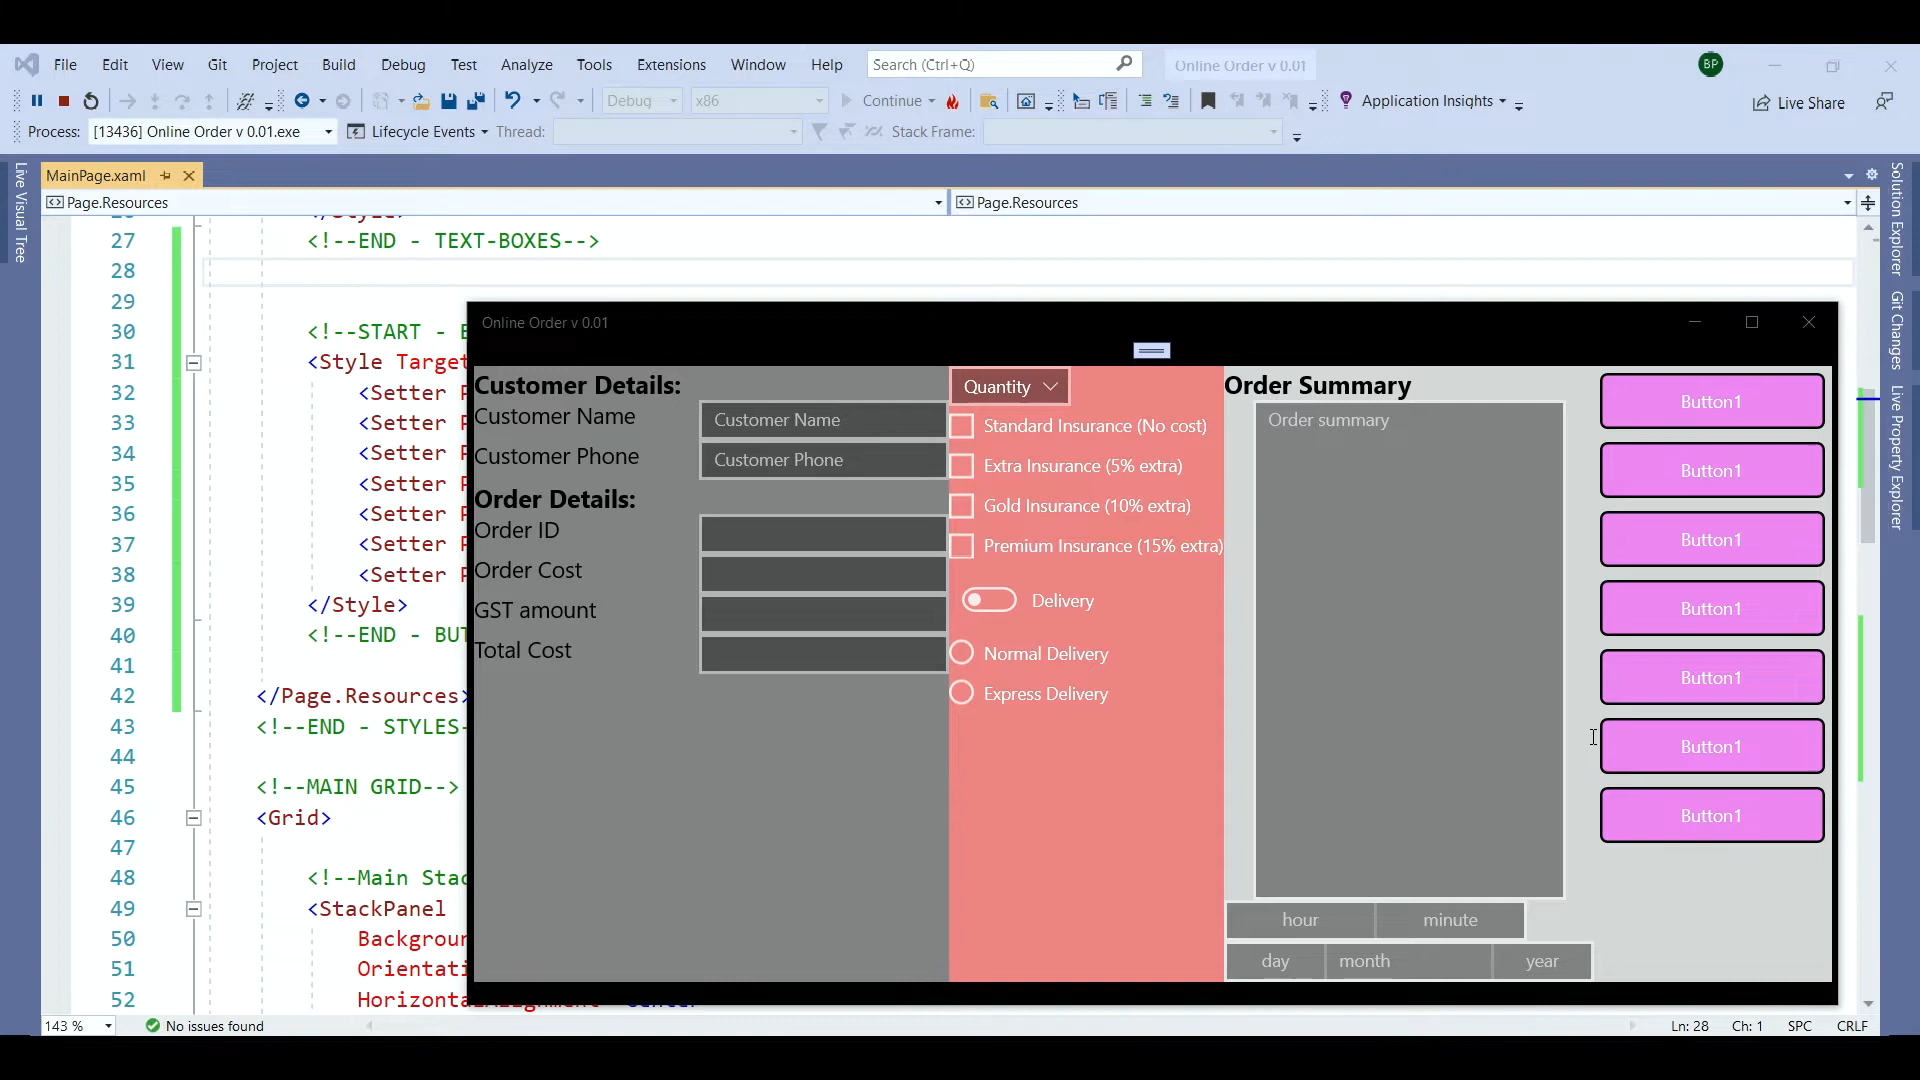 File Edit View Git Project Build Debug Test Analyze Tools Extensions Window Help Search (Ctrl+Q) Online Order v 0.01 BP
Debug x86 Continue Application Insights Live Share
Process: [13436] Online Order v 0.01.exe Lifecycle Events Thread: Stack Frame:
Live Visual Tree
MainPage.xaml
Page.Resources Page.Resources
27 <!--END - TEXT-BOXES-->
28
29
30 <!--START -
31 <Style Target
32 <Setter
33 <Setter
34 <Setter
35 <Setter
36 <Setter
37 <Setter
38 <Setter
39 </Style>
40 <!--END - BUT
41
42 </Page.Resources>
43 <!--END - STYLES-
44
45 <!--MAIN GRID-->
46 <Grid>
47
48 <!--Main Stac
49 <StackPanel
50 Backgroun
51 Orientati
52
Online Order v 0.01
Customer Details:
Customer Name Customer Name
Customer Phone Customer Phone
Order Details:
Order ID
Order Cost
GST amount
Total Cost
Quantity
Standard Insurance (No cost)
Extra Insurance (5% extra)
Gold Insurance (10% extra)
Premium Insurance (15% extra)
Delivery
Normal Delivery
Express Delivery
Order Summary
Order summary
hour minute
day month year
Button1
Button1
Button1
Button1
Button1
Button1
Button1
Solution Explorer
Git Changes
Live Property Explorer
143 % No issues found Ln: 28 Ch: 1 SPC CRLF